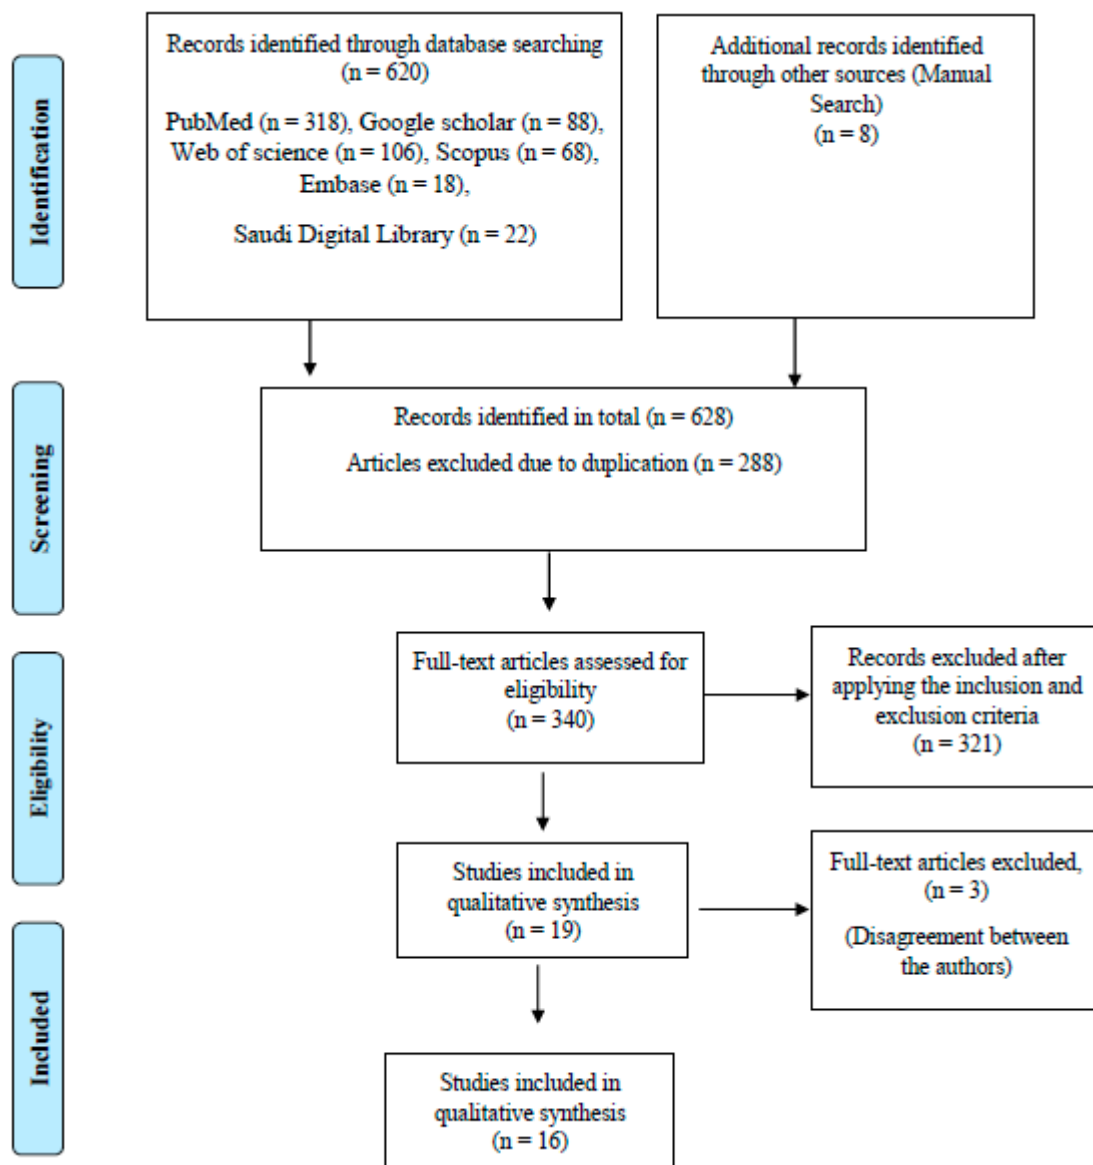 Identification
Records identified through database searching
(n = 620)
PubMed (n = 318), Google scholar (n = 88),
Web of science (n = 106), Scopus (n = 68),
Embase (n = 18),
Saudi Digital Library (n = 22)
Additional records identified
through other sources (Manual
Search)
(n = 8)
Screening
Records identified in total (n = 628)
Articles excluded due to duplication (n = 288)
Eligibility
Full-text articles assessed for
eligibility
(n = 340)
Records excluded after
applying the inclusion and
exclusion criteria
(n = 321)
Studies included in
qualitative synthesis
(n = 19)
Full-text articles excluded,
(n = 3)
(Disagreement between
the authors)
Included
Studies included in
qualitative synthesis
(n = 16)